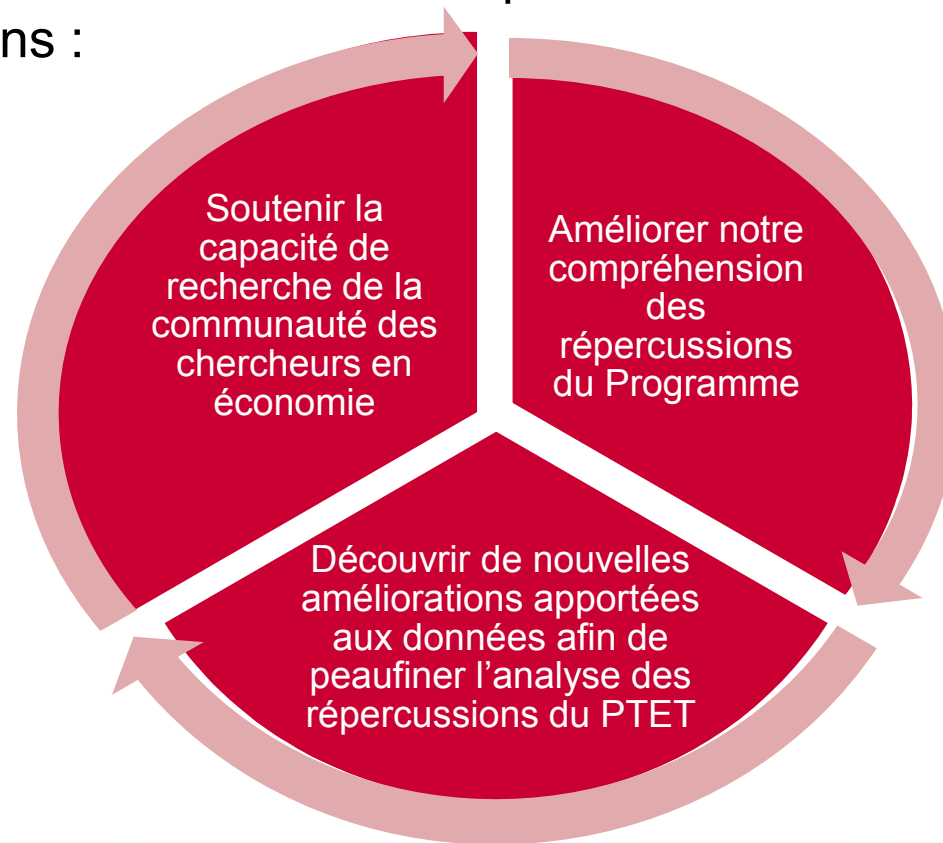 ns :
Soutenir la
capacité de
recherche de la
communauté des
chercheurs en
économie
Améliorer notre
compréhension
des
répercussions
du Programme
Découvrir de nouvelles
améliorations apportées
aux données afin de
peaufiner l’analyse des
répercussions du PTET